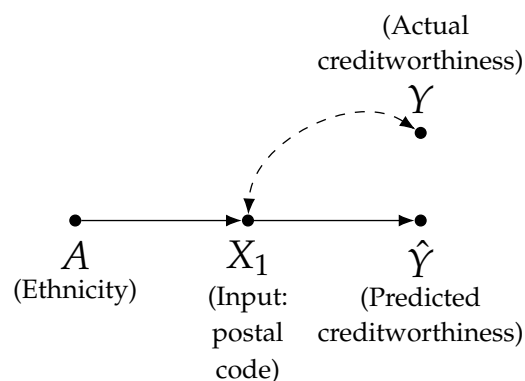 (Actual
creditworthiness)
Y
A
(Ethnicity)
X₁
(Input:
postal
code)
Ŷ
(Predicted
creditworthiness)